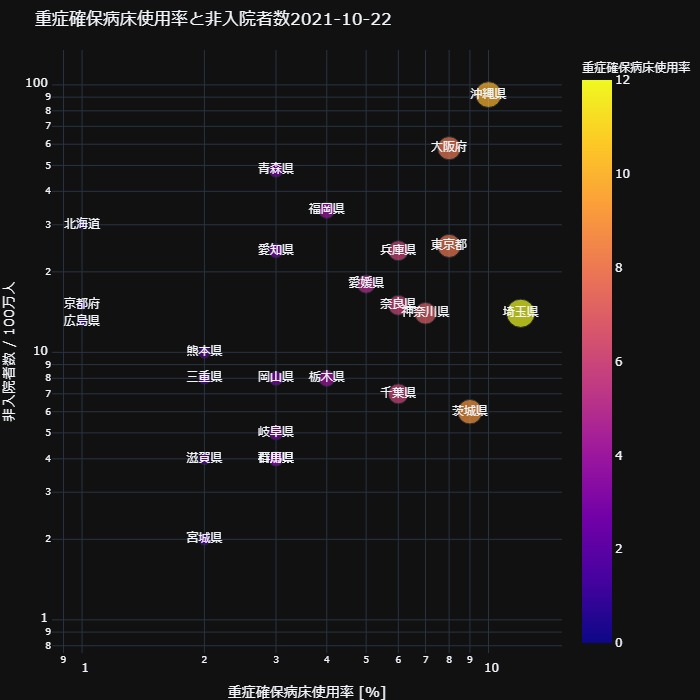 重症確保病床使用率と非入院者数2021-10-22
重症確保病床使用率
12
10
8
6
4
2
0
非入院者数 / 100万人
100
9
8
7
6
5
4
3
2
10
9
8
7
6
5
4
3
2
1
9
8
沖縄県
大阪府
青森県
福岡県
北海道
愛知県
兵庫県
東京都
愛媛県
京都府
奈良県
神奈川県
埼玉県
広島県
熊本県
三重県
岡山県
栃木県
千葉県
茨城県
岐阜県
滋賀県
群馬県
宮城県
9
1
2
3
4
5
6
7
8
9
10
重症確保病床使用率 [%]